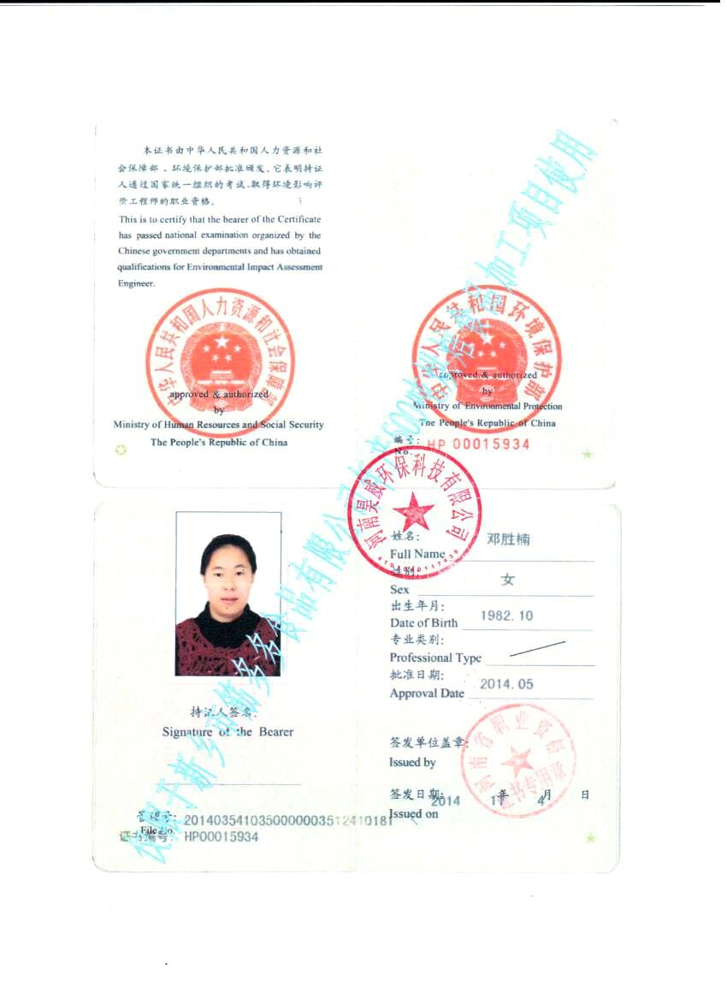 本证书由中华人民共和国人力资源和社
会保障部、环境保护部批准颁发。它表明持证
人通过国家统一组织的考试,取得环境影响评
价工程师的职业资格。
This is to certify that the bearer of the Certificate
has passed national examination organized by the
Chinese government departments and has obtained
qualifications for Environmental Impact Assessment
Engineer.
中华人民共和国人力资源和社会保障部
approved & authorized
by
Ministry of Human Resources and Social Security
The People's Republic of China
中华人民共和国环境保护部
approved & authorized
by
Ministry of Environmental Protection
The People's Republic of China
编号:
No.
HP 00015934
河南昊威环保科技有限公司
持证人签名:
Signature of the Bearer
管理号:
File No.
2014035410350000003512410181
证书编号: HP00015934
姓名: 邓胜楠
Full Name
性别: 女
Sex
出生年月: 1982.10
Date of Birth
专业类别:
Professional Type
批准日期: 2014.05
Approval Date
签发单位盖章:
Issued by
河南省职业资格
证书专用章
签发日期: 2014 年 11 月 4 日
Issued on
仅限于新乡市 多多食品有限公司年产500吨 加工项目使用